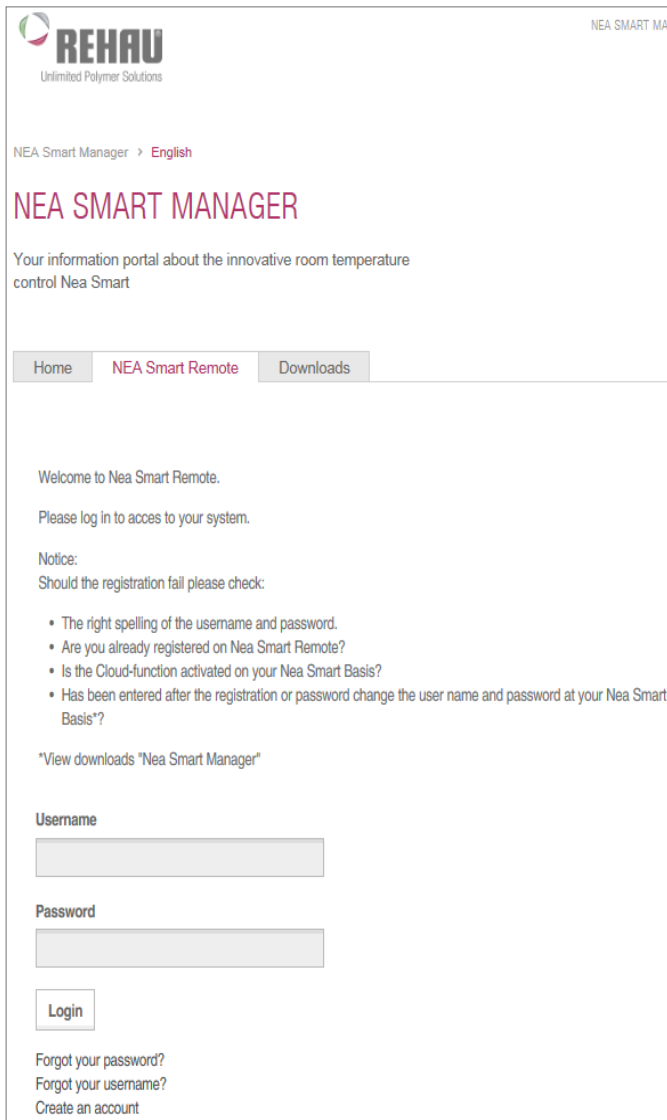 REHAU
NEA SMART MA
Unlimited Polymer Solutions
NEA Smart Manager › English
NEA SMART MANAGER
Your information portal about the innovative room temperature
control Nea Smart
Home NEA Smart Remote Downloads
Welcome to Nea Smart Remote.
Please log in to acces to your system.
Notice:
Should the registration fail please check:
• The right spelling of the username and password.
• Are you already registered on Nea Smart Remote?
• Is the Cloud-function activated on your Nea Smart Basis?
• Has been entered after the registration or password change the user name and password at your Nea Smart
Basis*?
*View downloads "Nea Smart Manager"
Username
Password
Login
Forgot your password?
Forgot your username?
Create an account